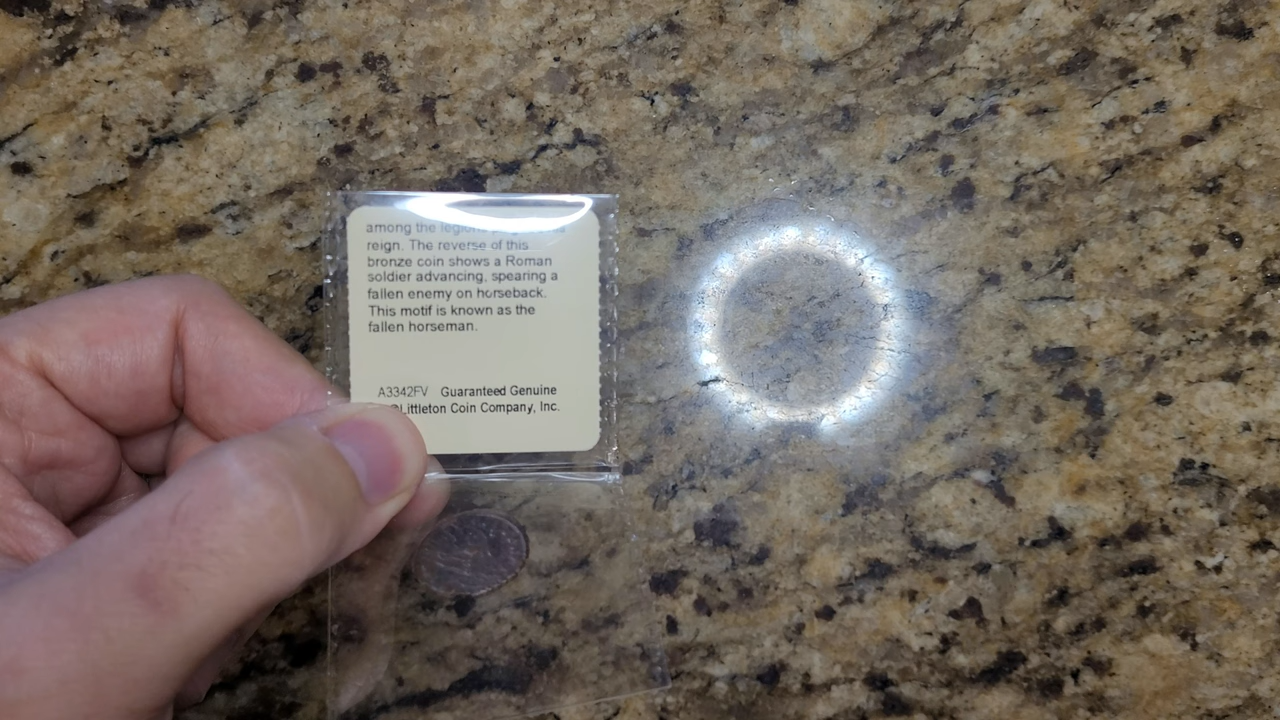 among the legions
reign. The reverse of this
bronze coin shows a Roman
soldier advancing, spearing a
fallen enemy on horseback.
This motif is known as the
fallen horseman.
A3342FV Guaranteed Genuine
©Littleton Coin Company, Inc.